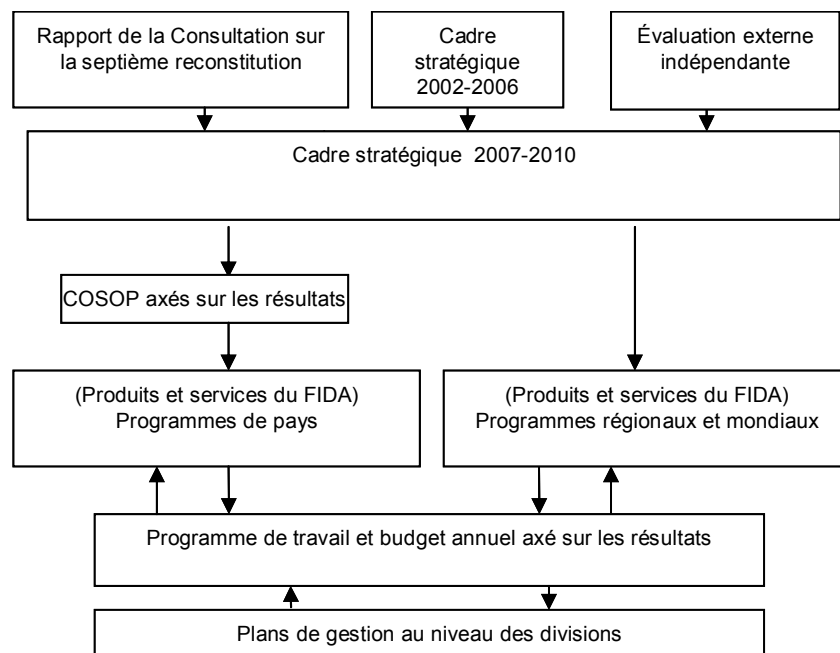 Rapport de la Consultation sur
la septième reconstitution
Cadre
stratégique
2002-2006
Évaluation externe
indépendante
Cadre stratégique 2007-2010
COSOP axés sur les résultats
(Produits et services du FIDA)
Programmes de pays
(Produits et services du FIDA)
Programmes régionaux et mondiaux
Programme de travail et budget annuel axé sur les résultats
Plans de gestion au niveau des divisions